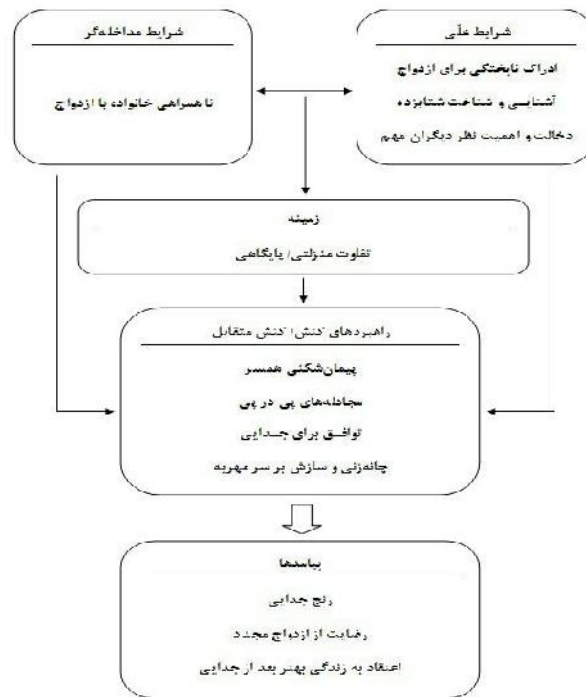 شرایط علّی
ادراک ناپختگی برای ازدواج
آشنایی و شناخت شتابزده
دخالت و اهمیت نظر دیگران مهم
شرایط مداخله‌گر
ناهمراهی خانواده با ازدواج
زمینه
تفاوت منزلتی/ پایگاهی
راهبردهای کنش/ کنش متقابل
پیمان‌شکنی همسر
مجادله‌های پی در پی
توافق برای جدایی
چانه‌زنی و سازش بر سر مهریه
پیامدها
رنج جدایی
رضایت از ازدواج مجدد
اعتقاد به زندگی بهتر بعد از جدایی